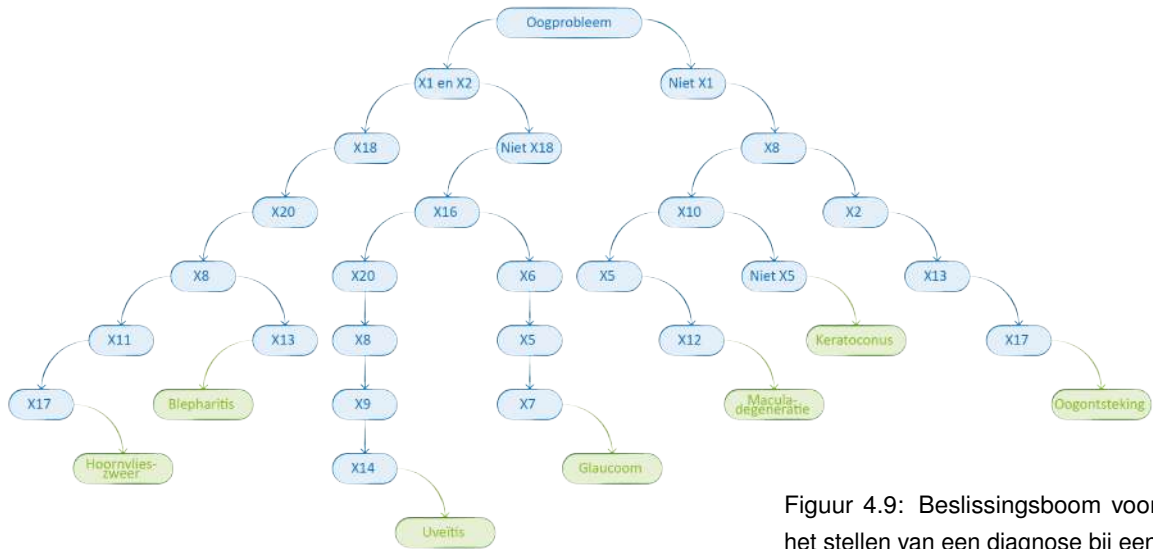 Oogprobleem
X1 en X2
Niet X1
X18
Niet X18
X8
X20
X16
X10
X2
X8
X20
X6
X5
Niet X5
X13
X11
X13
X8
X5
X12
Keratoconus
X17
X17
Blepharitis
X9
X7
Macula-
degeneratie
Oogontsteking
Hoornvlies-
zweer
X14
Glaucoom
Uveïtis
Figuur 4.9: Beslissingsboom voor
het stellen van een diagnose bij een